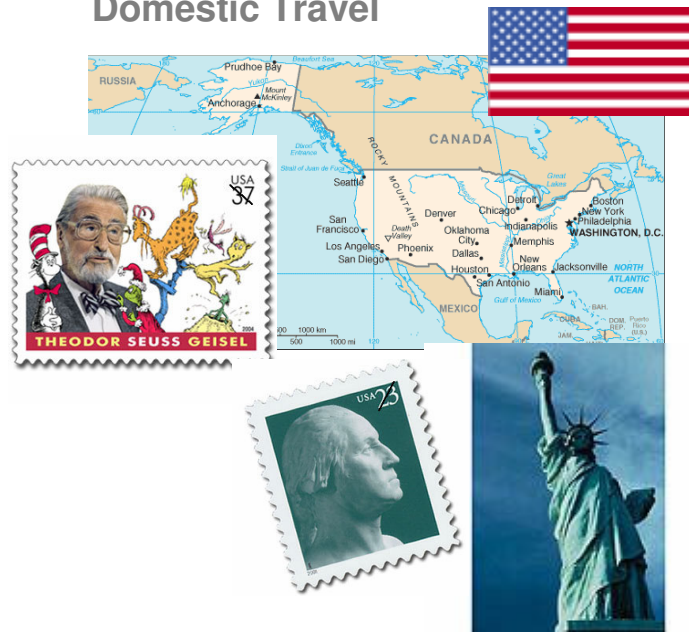 Domestic Travel
Prudhoe Bay
Beaufort Sea
RUSSIA
Yukon
Mount
McKinley
Anchorage
Dixon
Entrance
CANADA
ROCKY MOUNTAINS
Strait of Juan de Fuca
Seattle
Great
Lakes
Detroit
Chicago
Boston
New York
Philadelphia
WASHINGTON, D.C.
San
Francisco
Denver
Indianapolis
Death
Valley
Oklahoma
City
Memphis
Los Angeles
Phoenix
Dallas
San Diego
New
Orleans
Jacksonville
Houston
San Antonio
NORTH
ATLANTIC
OCEAN
Miami
Gulf of Mexico
MEXICO
BAH.
CUBA
DOM.
REP.
Puerto
Rico
(U.S.)
JAM.
500 1000 km
500 1000 mi
120
USA
37
2004
THEODOR SEUSS GEISEL
USA 23